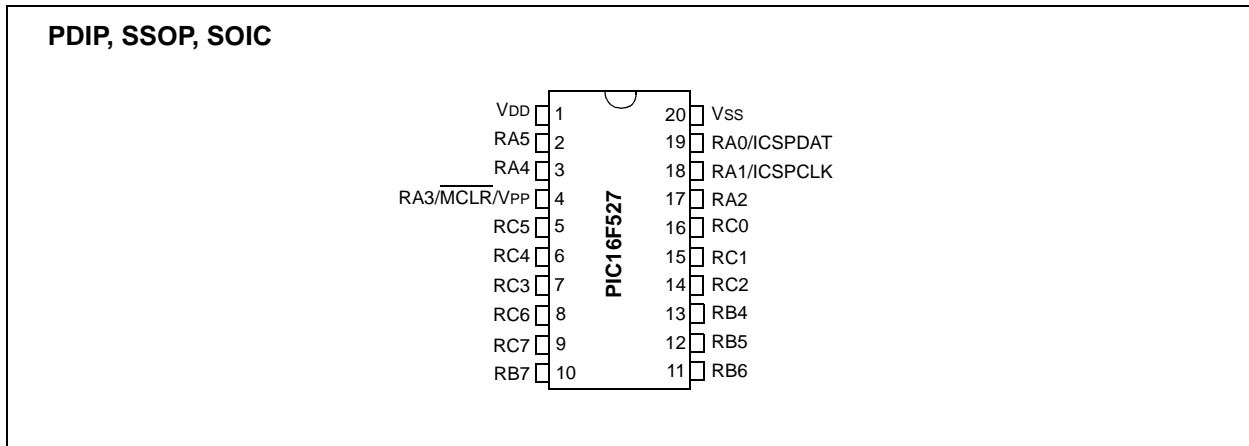 PDIP, SSOP, SOIC
VDD 1 20 VSS
RA5 2 19 RA0/ICSPDAT
RA4 3 18 RA1/ICSPCLK
RA3/MCLR/VPP 4 17 RA2
RC5 5 16 RC0
RC4 6 15 RC1
RC3 7 14 RC2
RC6 8 13 RB4
RC7 9 12 RB5
RB7 10 11 RB6
PIC16F527